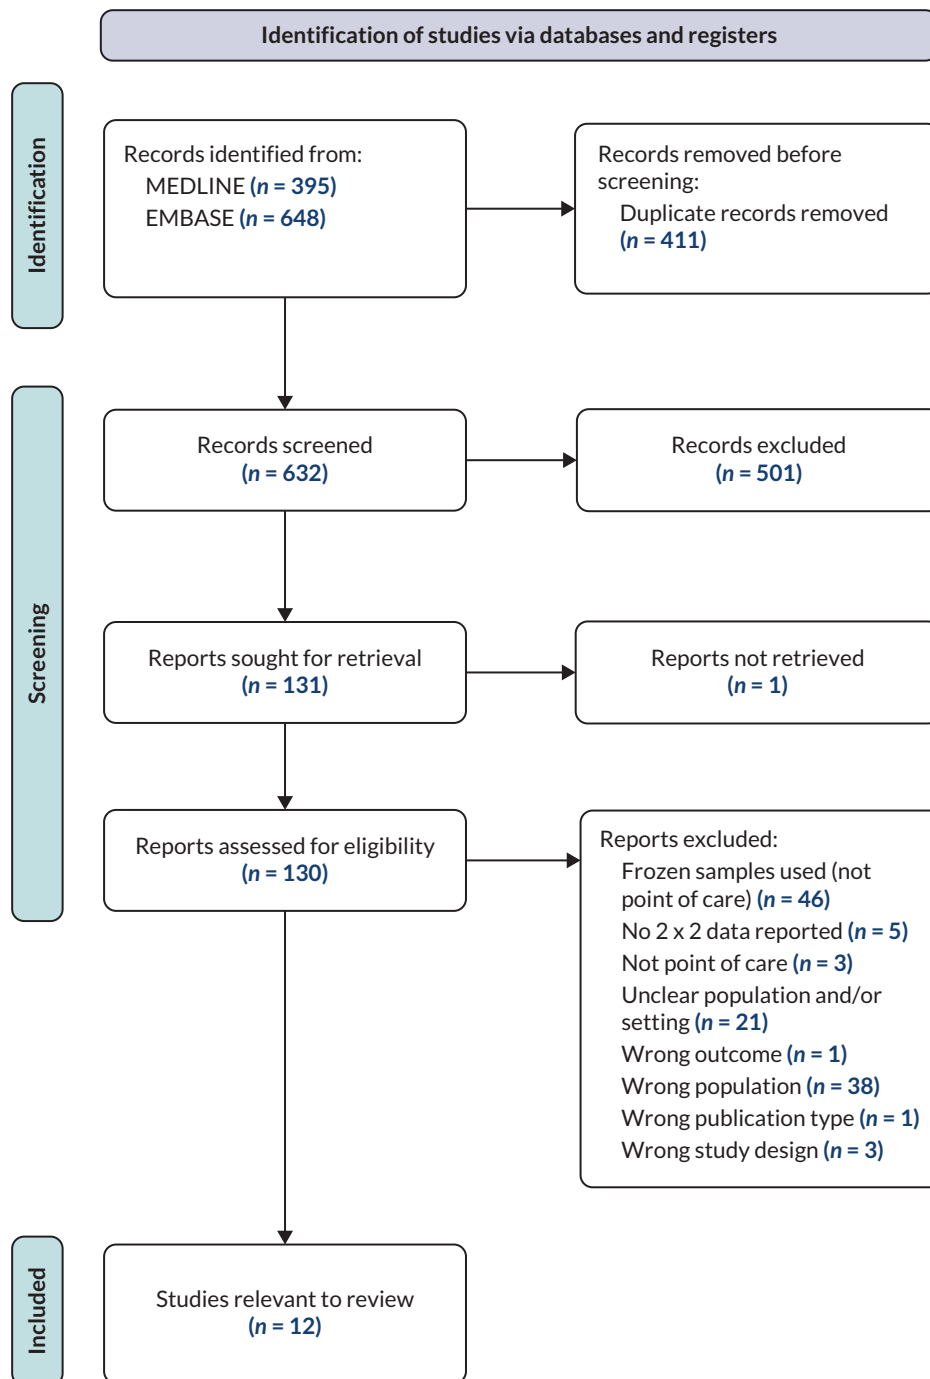 Identification of studies via databases and registers
Identification
Records identified from:
MEDLINE (n = 395)
EMBASE (n = 648)
Records removed before
screening:
Duplicate records removed
(n = 411)
Screening
Records screened
(n = 632)
Records excluded
(n = 501)
Reports sought for retrieval
(n = 131)
Reports not retrieved
(n = 1)
Reports assessed for eligibility
(n = 130)
Reports excluded:
Frozen samples used (not
point of care) (n = 46)
No 2 x 2 data reported (n = 5)
Not point of care (n = 3)
Unclear population and/or
setting (n = 21)
Wrong outcome (n = 1)
Wrong population (n = 38)
Wrong publication type (n = 1)
Wrong study design (n = 3)
Included
Studies relevant to review
(n = 12)